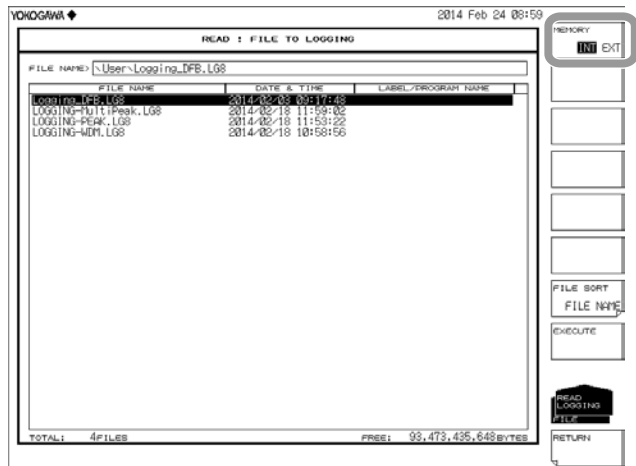 YOKOGAWA ◆ 2014 Feb 24 08:59
READ : FILE TO LOGGING
FILE NAME> \User\Logging_DFB.LG8
FILE NAME DATE & TIME LABEL/PROGRAM NAME
Logging_DFB.LG8 2014/02/03 09:17:48
LOGGING-MultiPeak.LG8 2014/02/18 11:59:02
LOGGING-PEAK.LG8 2014/02/18 11:53:22
LOGGING-WDM.LG8 2014/02/18 10:58:56
TOTAL: 4FILES FREE: 93,473,435,648BYTES
MEMORY
INT EXT
FILE SORT
FILE NAME
EXECUTE
READ
LOGGING
FILE
RETURN